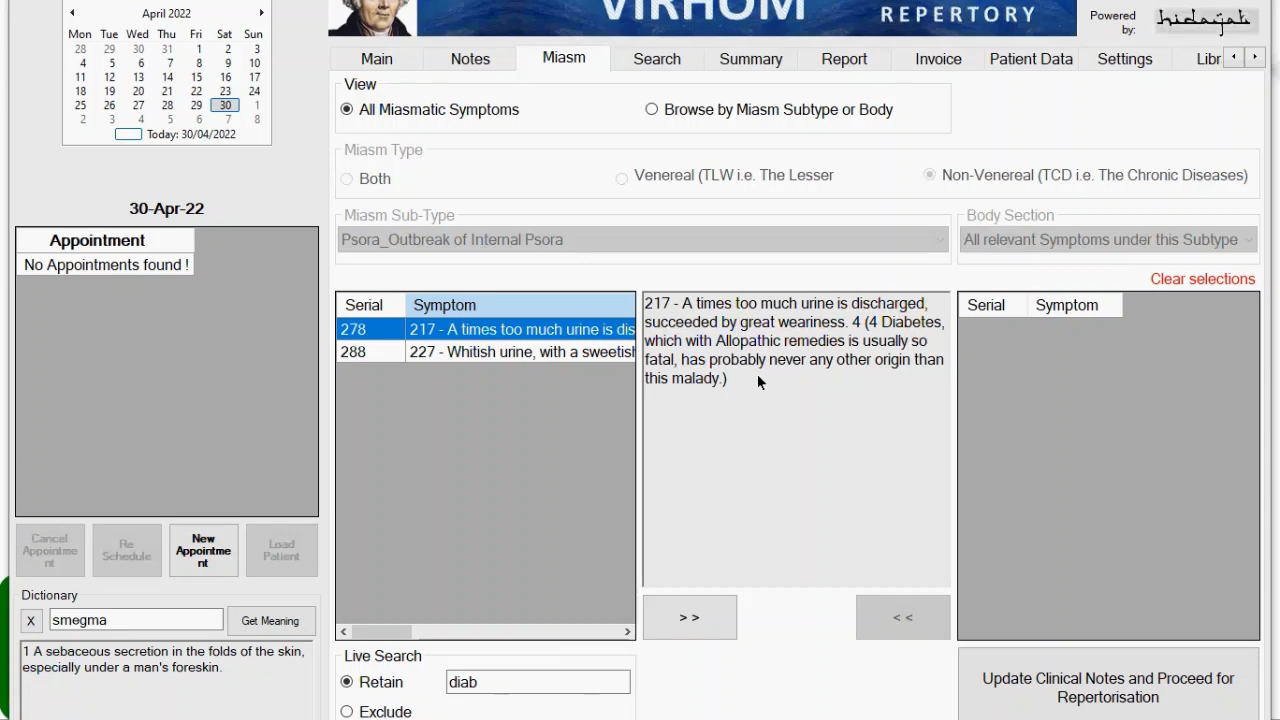 April 2022
Mon Tue Wed Thu Fri Sat Sun
28 29 30 31 1 2 3
4 5 6 7 8 9 10
11 12 13 14 15 16 17
18 19 20 21 22 23 24
25 26 27 28 29 30 1
2 3 4 5 6 7 8
Today: 30/04/2022
30-Apr-22
Appointment
No Appointments found !
Cancel
Appointme
nt
Re
Schedule
New
Appointme
nt
Load
Patient
Dictionary
X smegma Get Meaning
1 A sebaceous secretion in the folds of the skin,
especially under a man's foreskin.
VIRHOM
REPERTORY
Powered
by:
hidayah
Main Notes Miasm Search Summary Report Invoice Patient Data Settings Libr
View
All Miasmatic Symptoms Browse by Miasm Subtype or Body
Miasm Type
Both Venereal (TLW i.e. The Lesser Non-Venereal (TCD i.e. The Chronic Diseases)
Miasm Sub-Type
Psora_Outbreak of Internal Psora
Body Section
All relevant Symptoms under this Subtype
Clear selections
Serial Symptom
278 217 - A times too much urine is dis
288 227 - Whitish urine, with a sweetish
217 - A times too much urine is discharged,
succeeded by great weariness. 4 (4 Diabetes,
which with Allopathic remedies is usually so
fatal, has probably never any other origin than
this malady.)
Serial Symptom
> > < <
Live Search
Retain diab
Exclude
Update Clinical Notes and Proceed for
Repertorisation